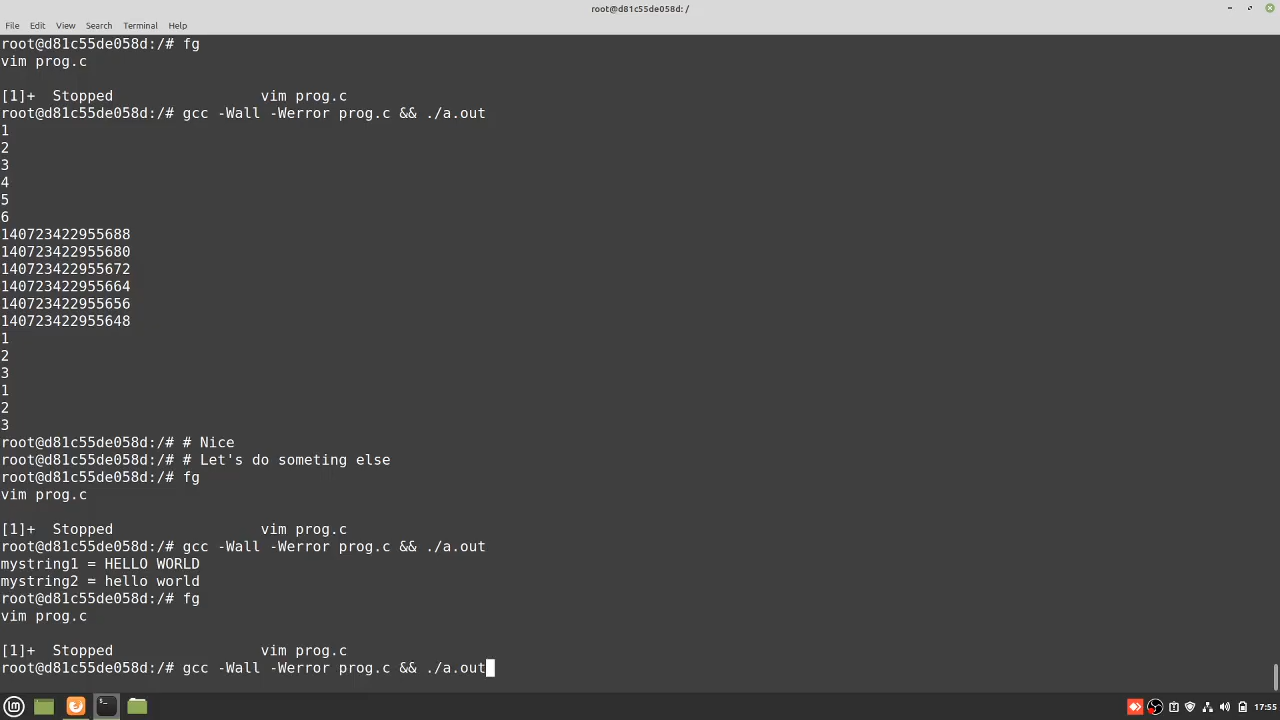 root@d81c55de058d: /
File Edit View Search Terminal Help
root@d81c55de058d:/# fg
vim prog.c
[1]+  Stopped                 vim prog.c
root@d81c55de058d:/# gcc -Wall -Werror prog.c && ./a.out
1
2
3
4
5
6
140723422955688
140723422955680
140723422955672
140723422955664
140723422955656
140723422955648
1
2
3
1
2
3
root@d81c55de058d:/# # Nice
root@d81c55de058d:/# # Let's do someting else
root@d81c55de058d:/# fg
vim prog.c
[1]+  Stopped                 vim prog.c
root@d81c55de058d:/# gcc -Wall -Werror prog.c && ./a.out
mystring1 = HELLO WORLD
mystring2 = hello world
root@d81c55de058d:/# fg
vim prog.c
[1]+  Stopped                 vim prog.c
root@d81c55de058d:/# gcc -Wall -Werror prog.c && ./a.out
17:55